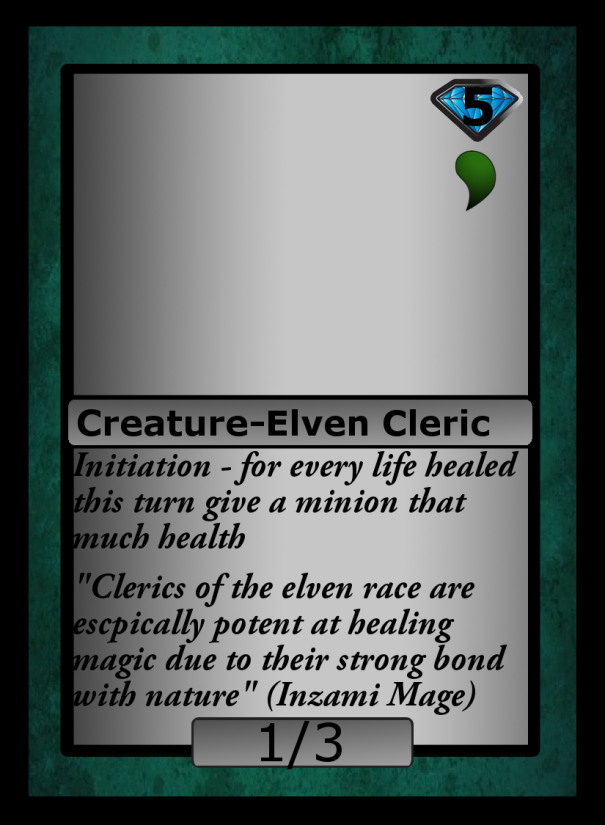 5
Creature-Elven Cleric
Initiation - for every life healed
this turn give a minion that
much health
"Clerics of the elven race are
escpically potent at healing
magic due to their strong bond
with nature" (Inzami Mage)
1/3